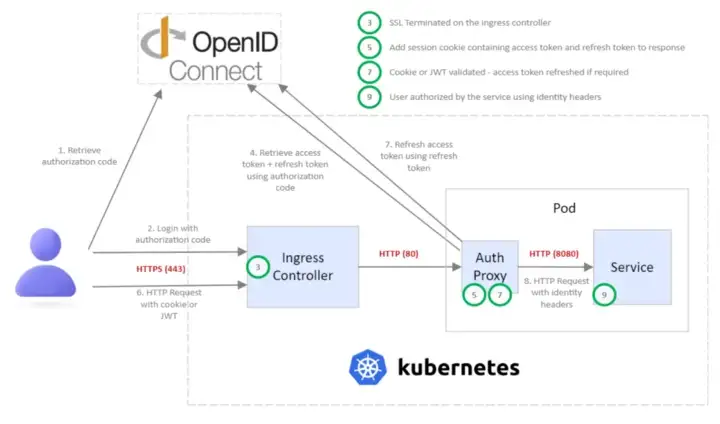 OpenID
Connect
3 SSL Terminated on the ingress controller
5 Add session cookie containing access token and refresh token to response
7 Cookie or JWT validated - access token refreshed if required
9 User authorized by the service using identity headers
1. Retrieve
authorization code
4. Retrieve access
token + refresh token
using authorization
code
7. Refresh access
token using refresh
token
Pod
2. Login with
authorization code
HTTPS (443)
6. HTTP Request
with cookie or
JWT
Ingress
Controller
3
HTTP (80)
Auth
Proxy
5 7
HTTP (8080)
8. HTTP Request
with identity
headers
Service
9
kubernetes